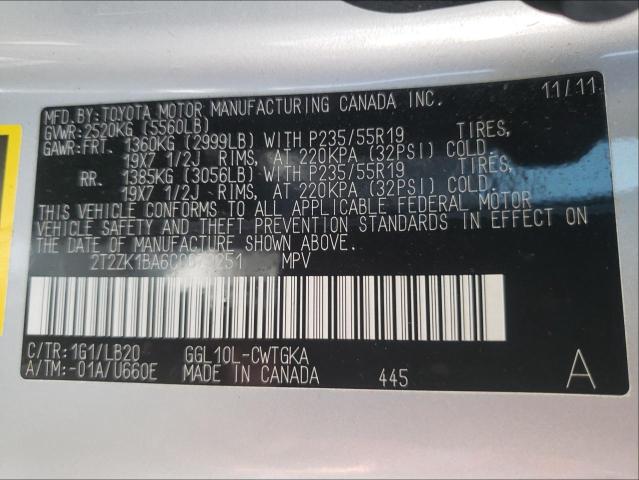 MFD.BY:TOYOTA MOTOR MANUFACTURING CANADA INC. 11/11
GVWR:2520KG (5560LB)
GAWR:FRT. 1360KG (2999LB) WITH P235/55R19 TIRES,
19X7 1/2J - RIMS, AT 220KPA (32PSI) COLD.
RR. 1385KG (3056LB) WITH P235/55R19 TIRES,
19X7 1/2J - RIMS, AT 220KPA (32PSI) COLD.
THIS VEHICLE CONFORMS TO ALL APPLICABLE FEDERAL MOTOR
VEHICLE SAFETY AND THEFT PREVENTION STANDARDS IN EFFECT ON
THE DATE OF MANUFACTURE SHOWN ABOVE.
MPV
C/TR:1G1/LB20 GGL10L-CWTGKA
A/TM:-01A/U660E MADE IN CANADA 445 A